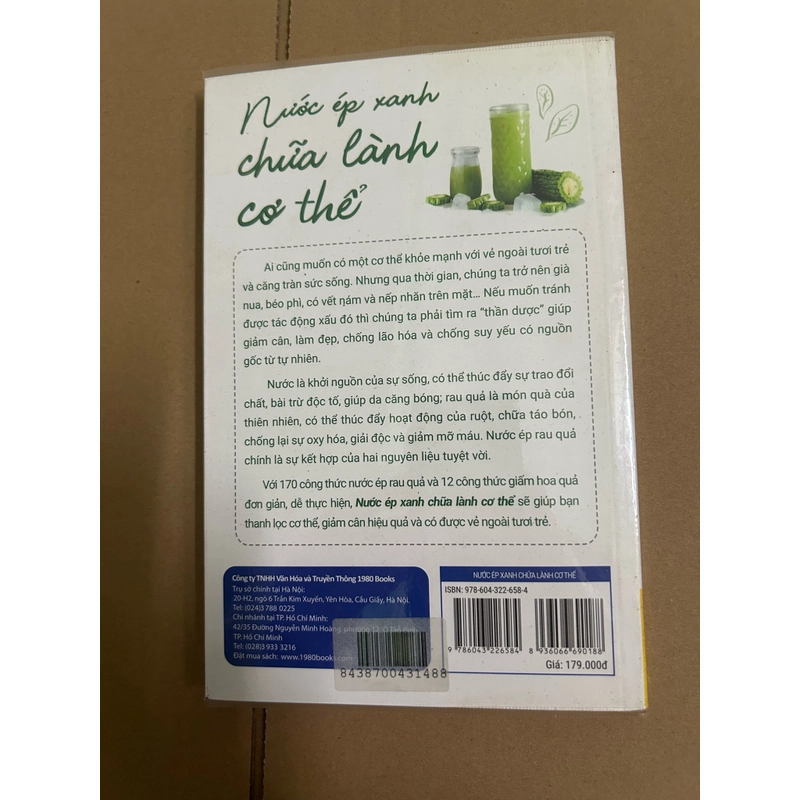 Nước ép xanh
chữa lành
cơ thể
Ai cũng muốn có một cơ thể khỏe mạnh với vẻ ngoài tươi trẻ
và căng tràn sức sống. Nhưng qua thời gian, chúng ta trở nên già
nua, béo phì, có vết nám và nếp nhăn trên mặt... Nếu muốn tránh
được tác động xấu đó thì chúng ta phải tìm ra “thần dược” giúp
giảm cân, làm đẹp, chống lão hóa và chống suy yếu có nguồn
gốc từ tự nhiên.
Nước là khởi nguồn của sự sống, có thể thúc đẩy sự trao đổi
chất, bài trừ độc tố, giúp da căng bóng; rau quả là món quà của
thiên nhiên, có thể thúc đẩy hoạt động của ruột, chữa táo bón,
chống lại sự oxy hóa, giải độc và giảm mỡ máu. Nước ép rau quả
chính là sự kết hợp của hai nguyên liệu tuyệt vời.
Với 170 công thức nước ép rau quả và 12 công thức giấm hoa quả
đơn giản, dễ thực hiện, Nước ép xanh chữa lành cơ thể sẽ giúp bạn
thanh lọc cơ thể, giảm cân hiệu quả và có được vẻ ngoài tươi trẻ.
Công ty TNHH Văn Hóa và Truyền Thông 1980 Books
Trụ sở chính tại Hà Nội:
20-H2, ngõ 6 Trần Kim Xuyến, Yên Hòa, Cầu Giấy, Hà Nội.
Tel: (024)3 788 0225
Chi nhánh tại TP. Hồ Chí Minh:
42/35 Đường Nguyễn Minh Hoàng, phường 12, Q Tân Bình,
TP. Hồ Chí Minh
Tel: (028)3 933 3216
Đặt mua sách: www.1980books.com
8438700431488
NƯỚC ÉP XANH CHỮA LÀNH CƠ THỂ
ISBN: 978-604-322-658-4
9 786043 226584
8 936066 690188
Giá: 179.000đ